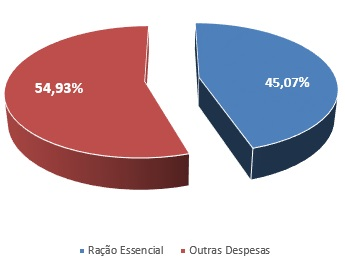 54,93%
45,07%
Ração Essencial
Outras Despesas